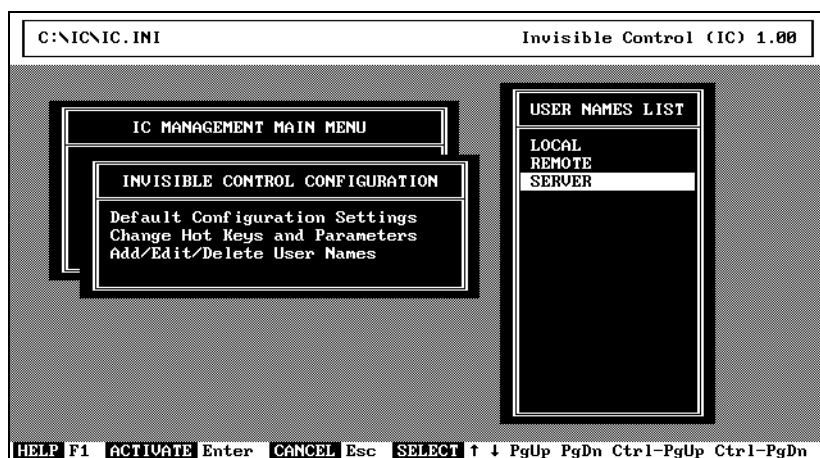 C:\IC\IC.INI Invisible Control (IC) 1.00
IC MANAGEMENT MAIN MENU
INVISIBLE CONTROL CONFIGURATION
Default Configuration Settings
Change Hot Keys and Parameters
Add/Edit/Delete User Names
USER NAMES LIST
LOCAL
REMOTE
SERVER
HELP F1 ACTIVATE Enter CANCEL Esc SELECT ↑ ↓ PgUp PgDn Ctrl-PgUp Ctrl-PgDn